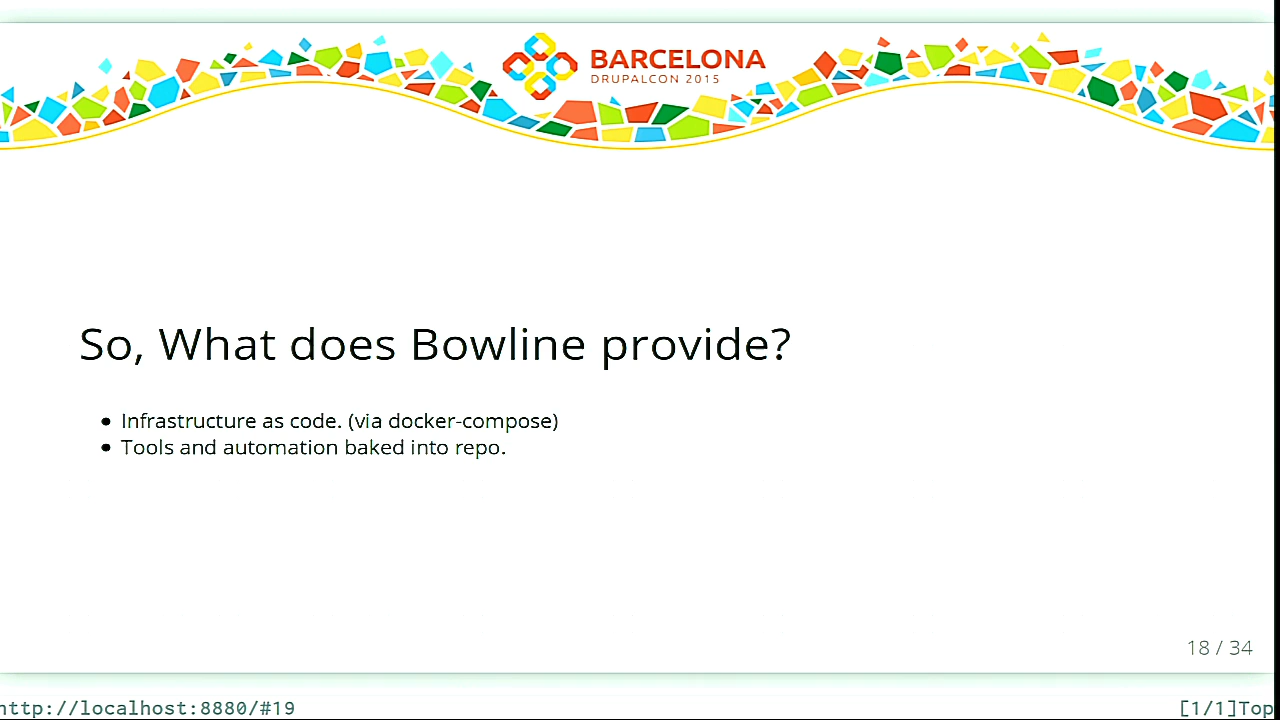 BARCELONA
DRUPALCON 2015
So, What does Bowline provide?
Infrastructure as code. (via docker-compose)
Tools and automation baked into repo.
18 / 34
http://localhost:8880/#19
[1/1]Top